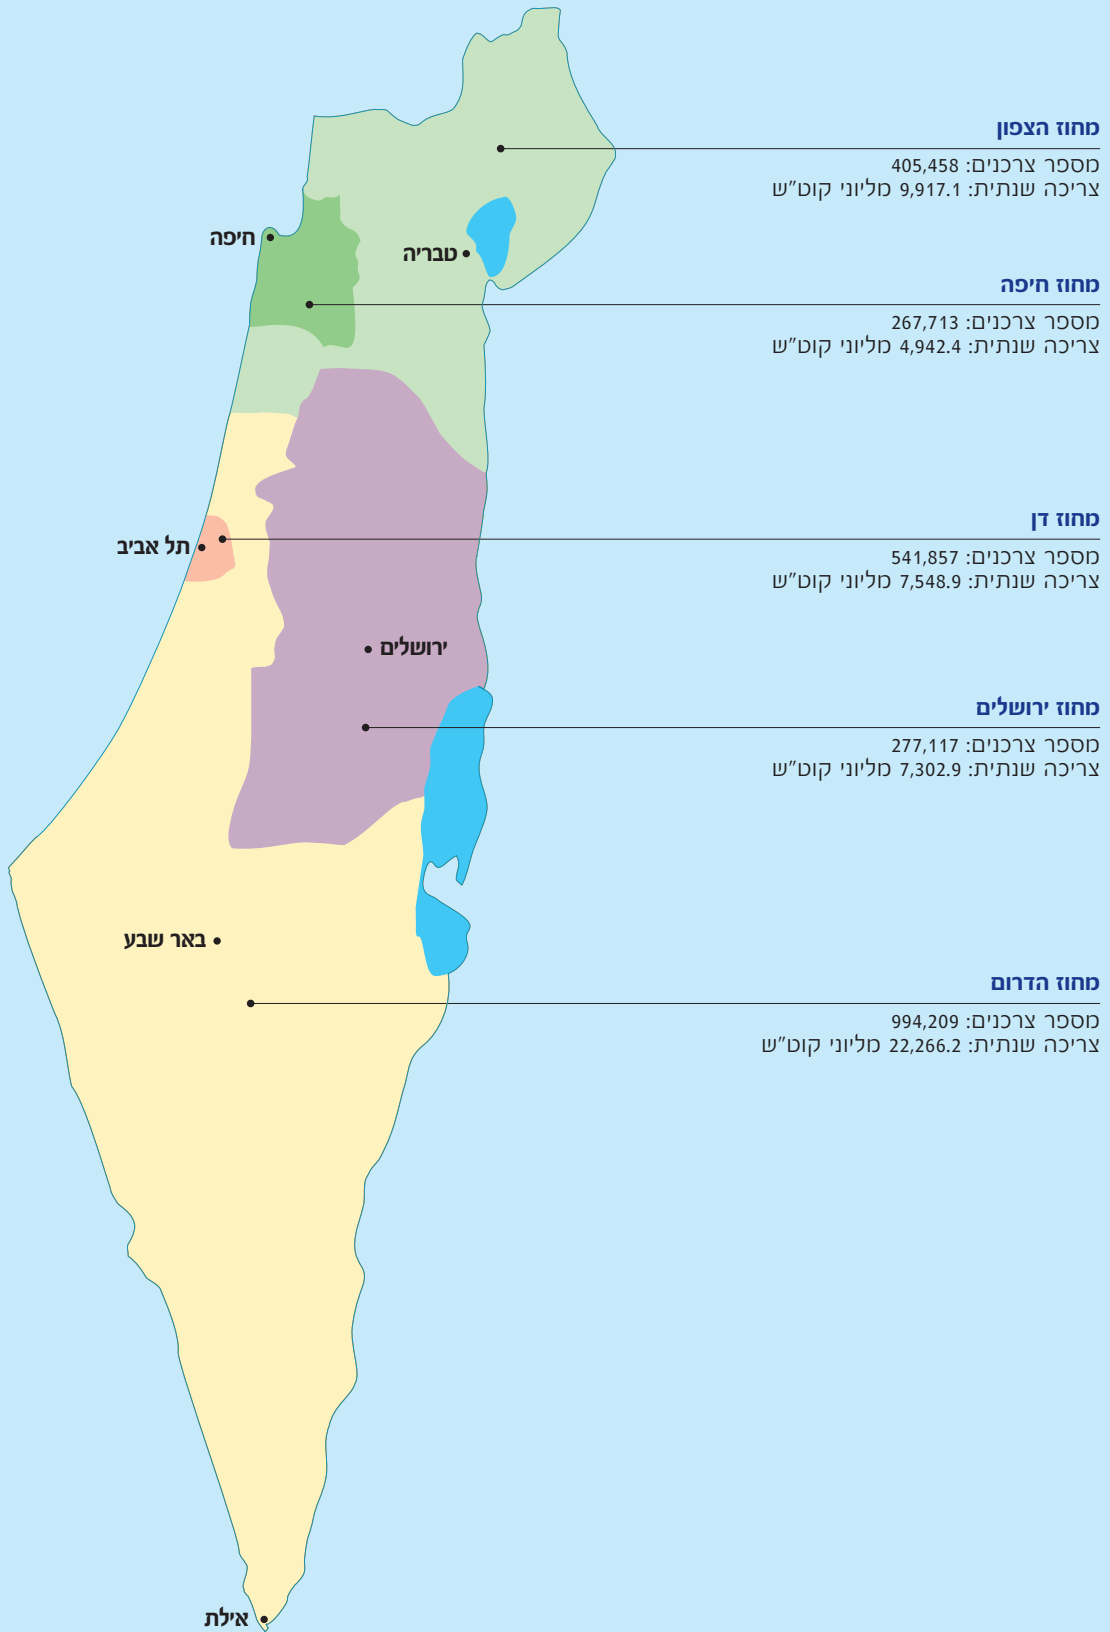 מחוז הצפון
מספר צרכנים: 405,458
צריכה שנתית: 9,917.1 מליוני קוט"ש
חיפה
טבריה
מחוז חיפה
מספר צרכנים: 267,713
צריכה שנתית: 4,942.4 מליוני קוט"ש
מחוז דן
תל אביב
מספר צרכנים: 541,857
צריכה שנתית: 7,548.9 מליוני קוט"ש
ירושלים
מחוז ירושלים
מספר צרכנים: 277,117
צריכה שנתית: 7,302.9 מליוני קוט"ש
באר שבע
מחוז הדרום
מספר צרכנים: 994,209
צריכה שנתית: 22,266.2 מליוני קוט"ש
אילת